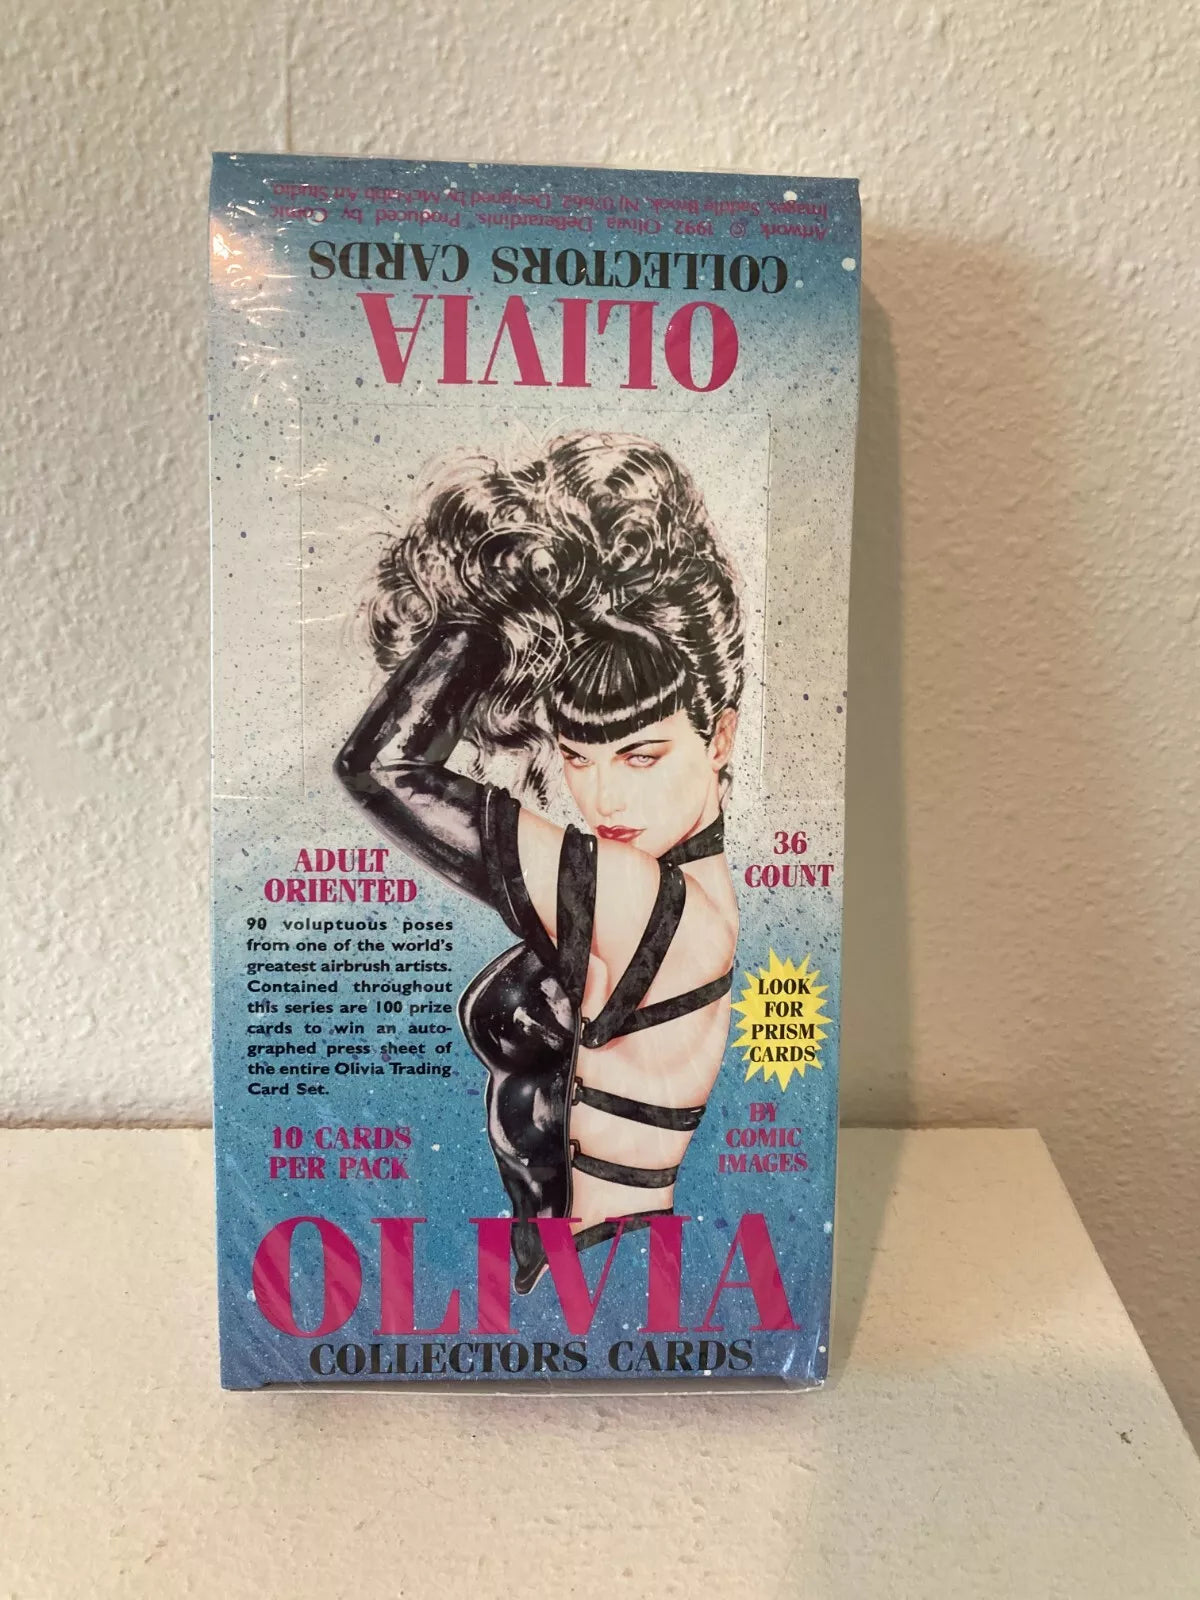 Artwork © 1992 Olivia DeBerardinis. Produced by Comic
Images, Saddle Brook, NJ 07662. Designed by McNabb Art Studio.
COLLECTORS CARDS
OLIVIA
ADULT
ORIENTED
90 voluptuous poses
from one of the world's
greatest airbrush artists.
Contained throughout
this series are 100 prize
cards to win an auto-
graphed press sheet of
the entire Olivia Trading
Card Set.
10 CARDS
PER PACK
36
COUNT
LOOK
FOR
PRISM
CARDS
BY
COMIC
IMAGES
OLIVIA
COLLECTORS CARDS